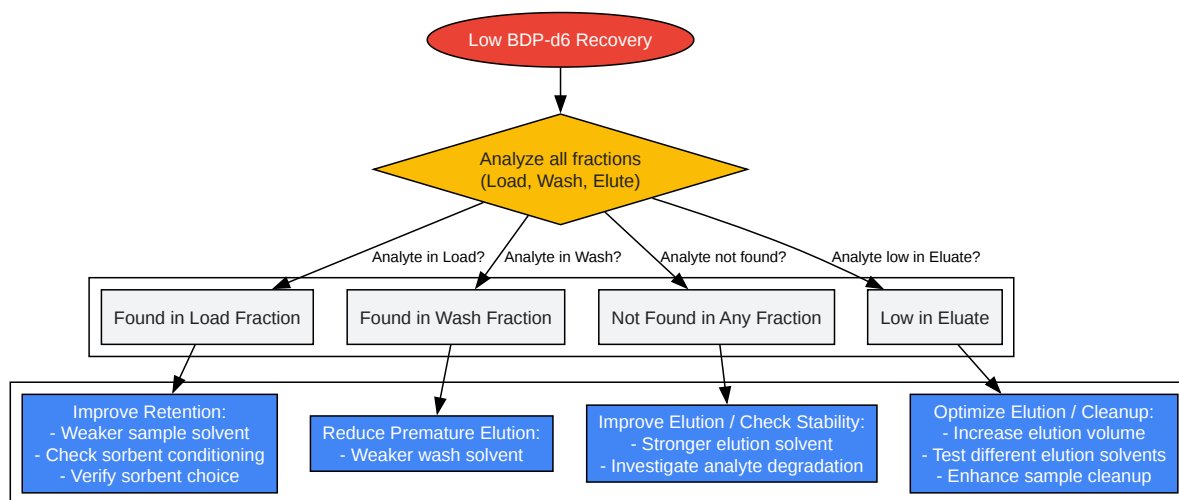 Low BDP-d6 Recovery
Analyze all fractions
(Load, Wash, Elute)
Analyte in Load?
Analyte in Wash?
Analyte not found?
Analyte low in Eluate?
Found in Load Fraction
Found in Wash Fraction
Not Found in Any Fraction
Low in Eluate
Improve Retention:
- Weaker sample solvent
- Check sorbent conditioning
- Verify sorbent choice
Reduce Premature Elution:
- Weaker wash solvent
Improve Elution / Check Stability:
- Stronger elution solvent
- Investigate analyte degradation
Optimize Elution / Cleanup:
- Increase elution volume
- Test different elution solvents
- Enhance sample cleanup